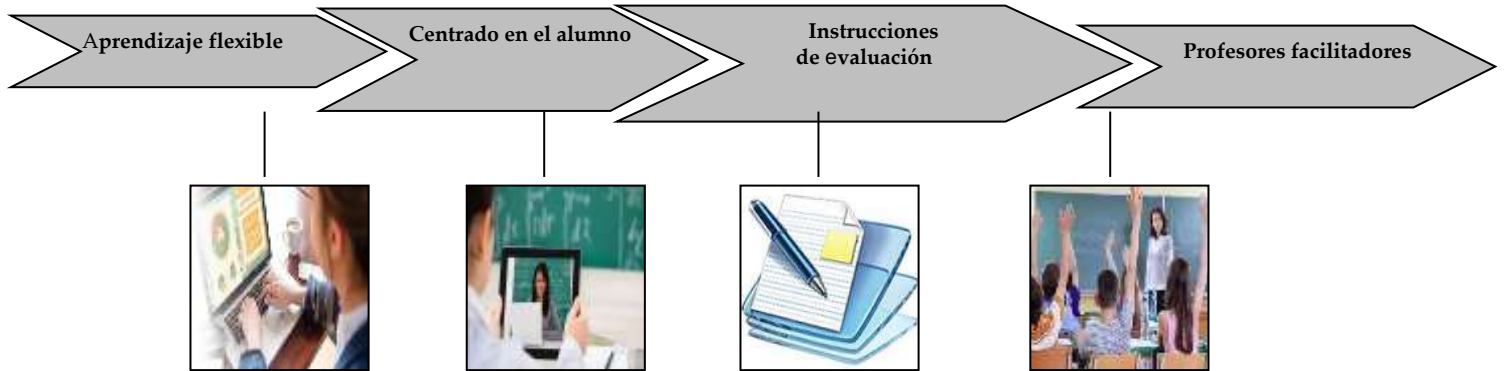 Aprendizaje flexible
Centrado en el alumno
Instrucciones
de evaluación
Profesores facilitadores